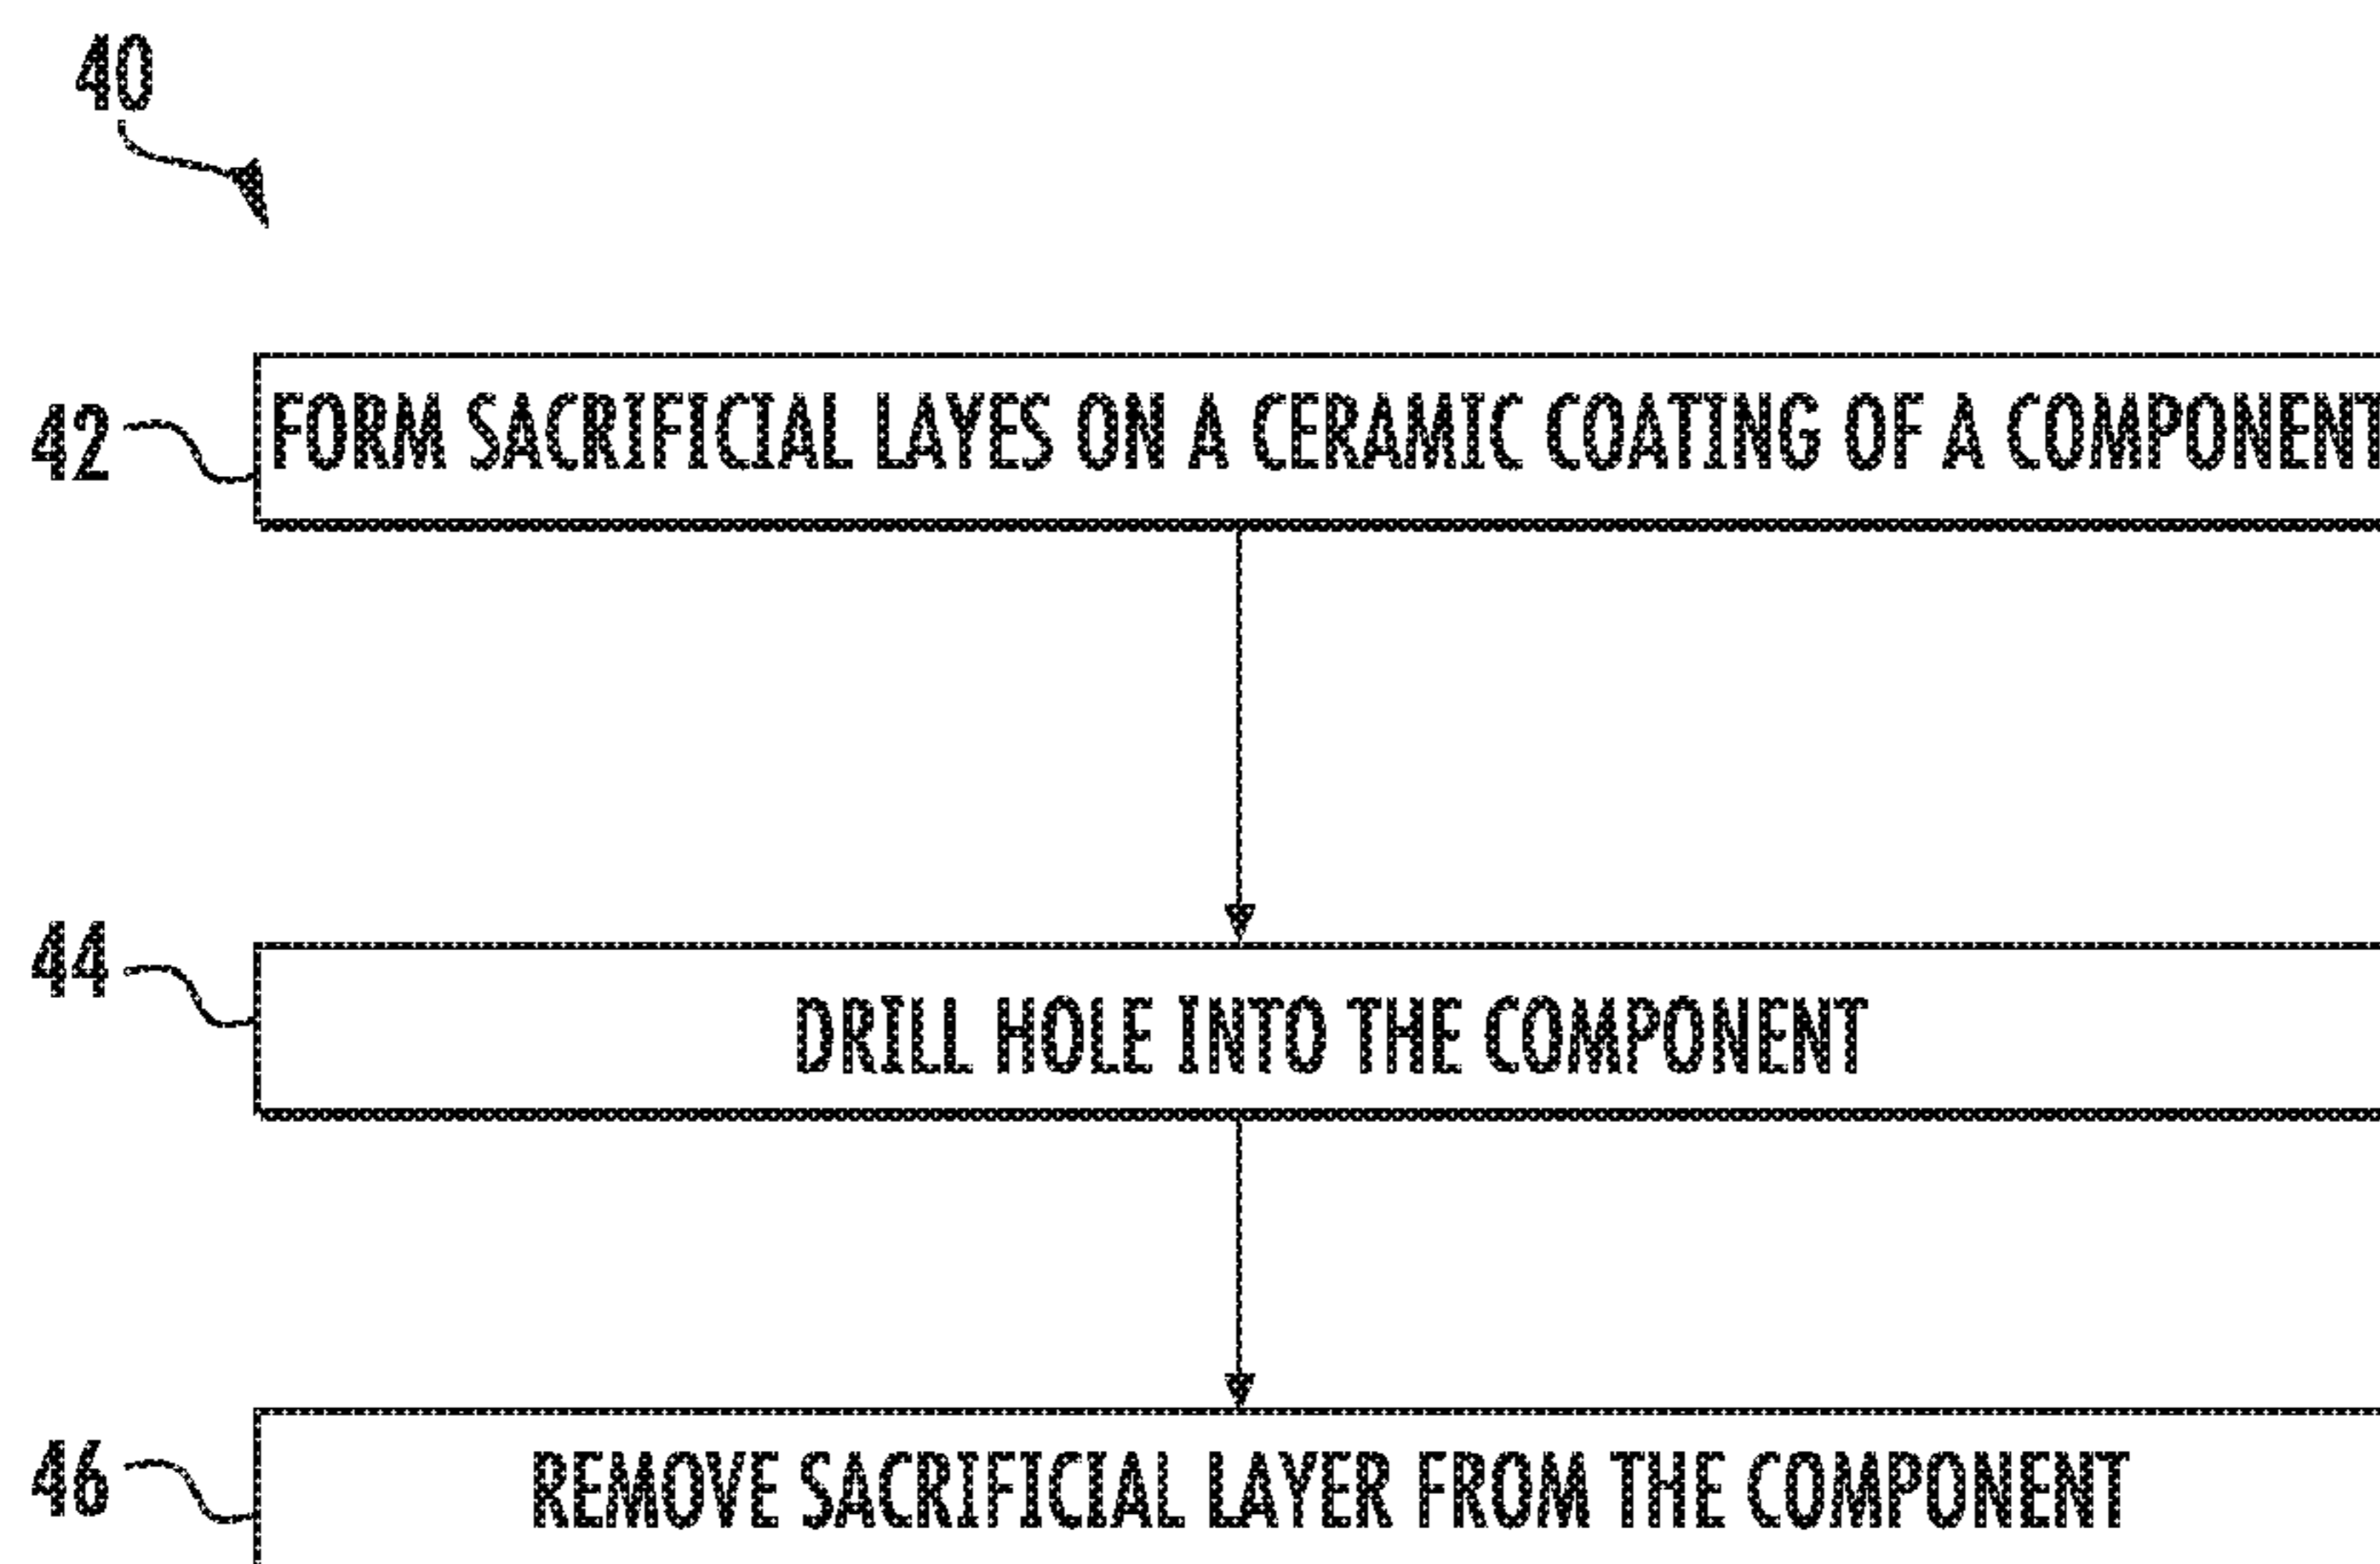 40
42 FORM SACRIFICIAL LAYES ON A CERAMIC COATING OF A COMPONENT
44 DRILL HOLE INTO THE COMPONENT
46 REMOVE SACRIFICIAL LAYER FROM THE COMPONENT